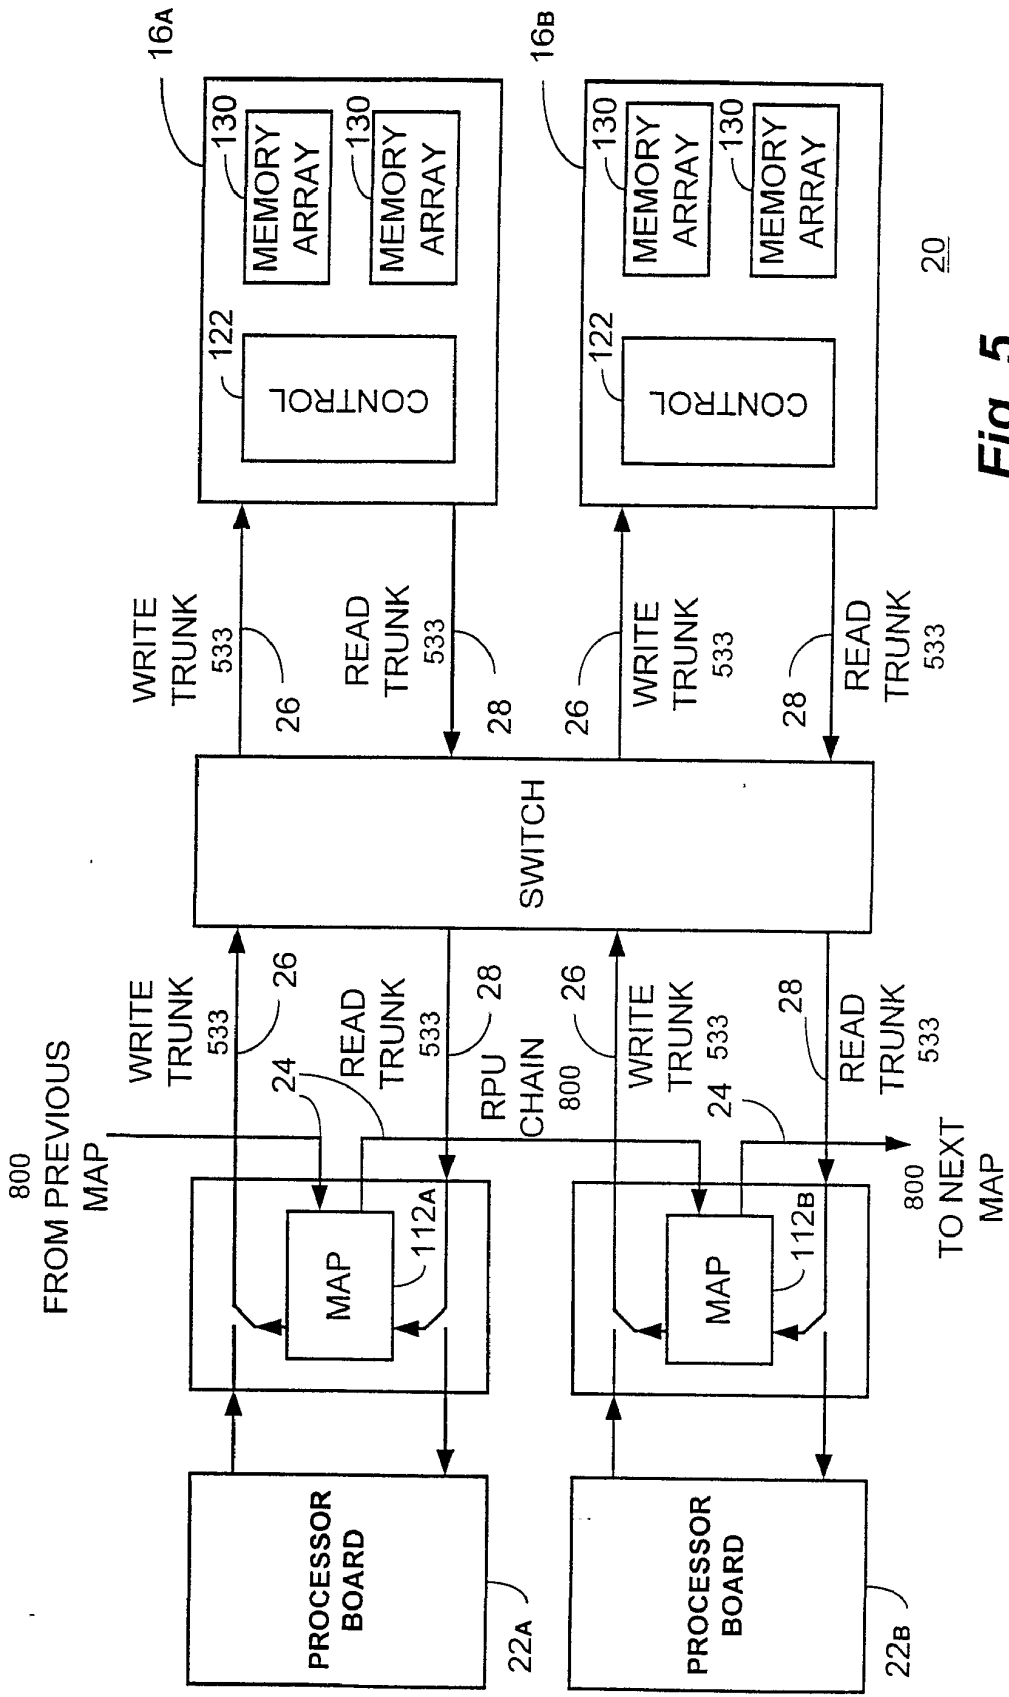 800
FROM PREVIOUS
MAP
WRITE
TRUNK
533
26
24
READ
TRUNK
533
28
RPU
CHAIN
800
26
WRITE
TRUNK
533
24
28
READ
TRUNK
533
800
TO NEXT
MAP
PROCESSOR
BOARD
22A
MAP
112A
PROCESSOR
BOARD
22B
MAP
112B
SWITCH
WRITE
TRUNK
533
26
READ
TRUNK
533
28
26
WRITE
TRUNK
533
28
READ
TRUNK
533
16A
122
CONTROL
130
MEMORY
ARRAY
130
MEMORY
ARRAY
16B
122
CONTROL
130
MEMORY
ARRAY
130
MEMORY
ARRAY
20
Fig. 5